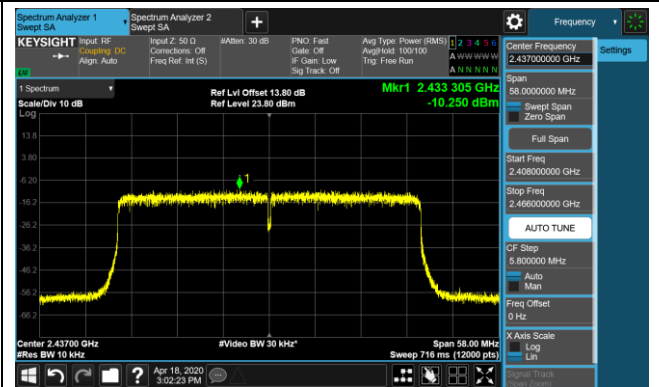 Spectrum Analyzer 1
Swept SA
Spectrum Analyzer 2
Swept SA
+
Frequency
KEYSIGHT
Input: RF
Coupling: DC
Align: Auto
Input Z: 50 Ω
Corrections: Off
Freq Ref: Int (S)
#Atten: 30 dB
PNO: Fast
Gate: Off
IF Gain: Low
Sig Track: Off
Avg Type: Power (RMS)
Avg|Hold: 100/100
Trig: Free Run
1 2 3 4 5 6
A W W W W W
A N N N N N
1 Spectrum
Scale/Div 10 dB
Log
Ref Lvl Offset 13.80 dB
Ref Level 23.80 dBm
Mkr1 2.433 305 GHz
-10.250 dBm
13.8
3.80
-6.20
-16.2
-26.2
-36.2
-46.2
-56.2
-66.2
1
Center 2.43700 GHz
#Res BW 10 kHz
#Video BW 30 kHz*
Span 58.00 MHz
Sweep 716 ms (12000 pts)
Center Frequency
2.437000000 GHz
Settings
Span
58.0000000 MHz
Swept Span
Zero Span
Full Span
Start Freq
2.408000000 GHz
Stop Freq
2.466000000 GHz
AUTO TUNE
CF Step
5.800000 MHz
Auto
Man
Freq Offset
0 Hz
X Axis Scale
Log
Lin
Signal Track
(Span Zoom)
?
Apr 18, 2020
3:02:23 PM